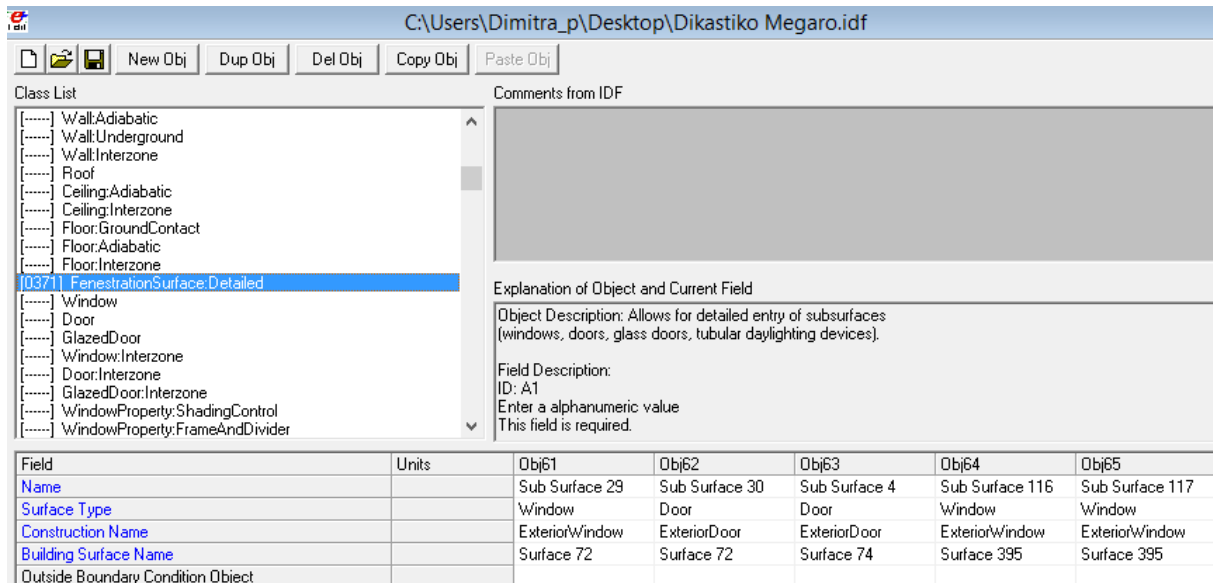 C:\Users\Dimitra_p\Desktop\Dikastiko Megaro.idf
New Obj Dup Obj Del Obj Copy Obj Paste Obj
Class List
[------] Wall:Adiabatic
[------] Wall:Underground
[------] Wall:Interzone
[------] Roof
[------] Ceiling:Adiabatic
[------] Ceiling:Interzone
[------] Floor:GroundContact
[------] Floor:Adiabatic
[------] Floor:Interzone
[0371] FenestrationSurface:Detailed
[------] Window
[------] Door
[------] GlazedDoor
[------] Window:Interzone
[------] Door:Interzone
[------] GlazedDoor:Interzone
[------] WindowProperty:ShadingControl
[------] WindowProperty:FrameAndDivider
Comments from IDF
Explanation of Object and Current Field
Object Description: Allows for detailed entry of subsurfaces
(windows, doors, glass doors, tubular daylighting devices).
Field Description:
ID: A1
Enter a alphanumeric value
This field is required.
Field Units Obj61 Obj62 Obj63 Obj64 Obj65
Name Sub Surface 29 Sub Surface 30 Sub Surface 4 Sub Surface 116 Sub Surface 117
Surface Type Window Door Door Window Window
Construction Name ExteriorWindow ExteriorDoor ExteriorDoor ExteriorWindow ExteriorWindow
Building Surface Name Surface 72 Surface 72 Surface 74 Surface 395 Surface 395
Outside Boundary Condition Object